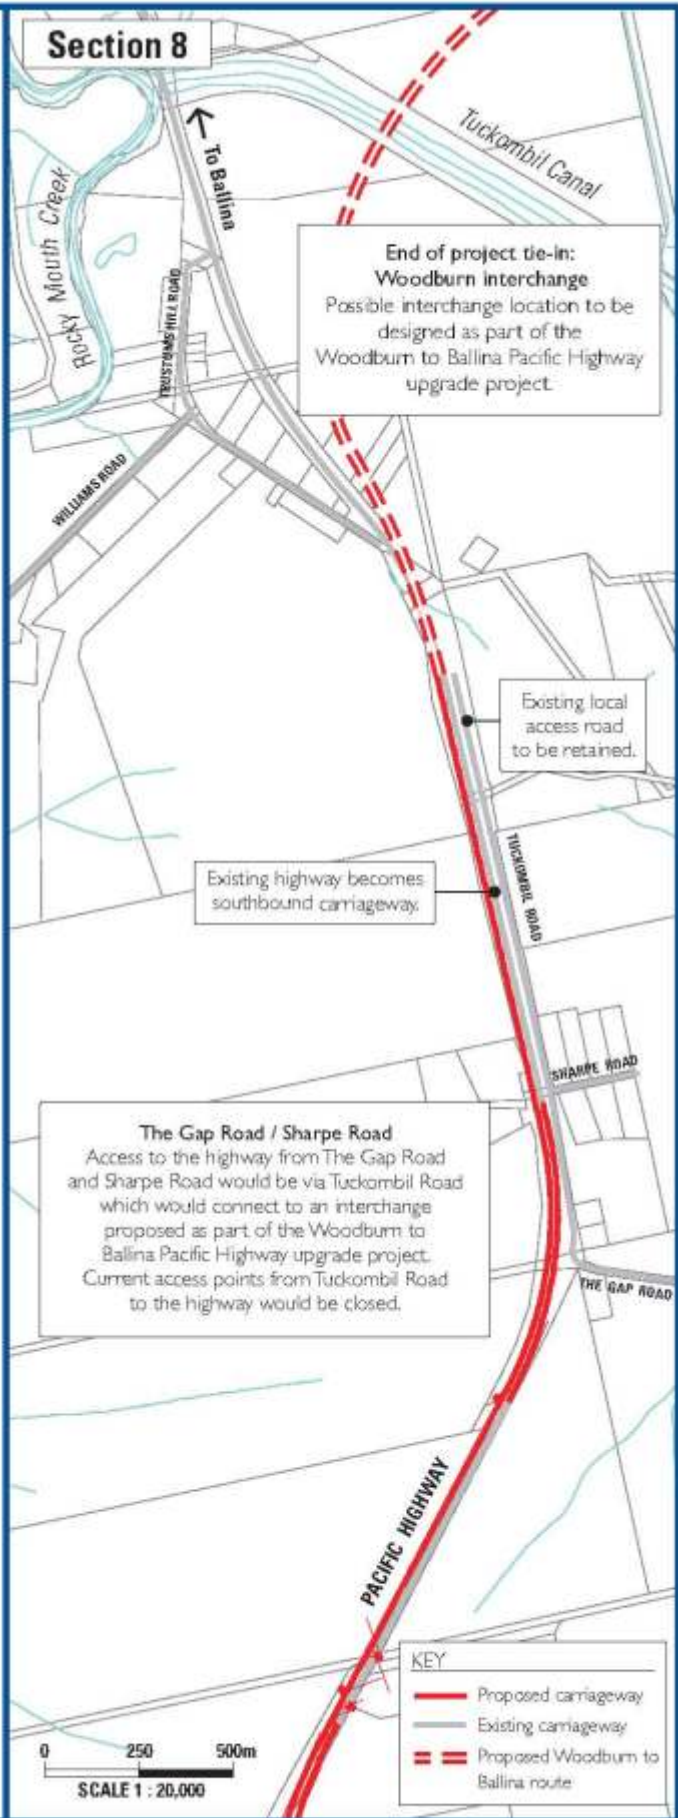 Section 8
To Ballina
Tuckombil Canal
Rocky Mouth Creek
End of project tie-in:
Woodburn interchange
Possible interchange location to be
designed as part of the
Woodburn to Ballina Pacific Highway
upgrade project.
TRUSTUMS HILL ROAD
WILLIAMS ROAD
Existing local
access road
to be retained.
TUCKOMBIL ROAD
Existing highway becomes
southbound carriageway.
SHARPE ROAD
The Gap Road / Sharpe Road
Access to the highway from The Gap Road
and Sharpe Road would be via Tuckombil Road
which would connect to an interchange
proposed as part of the Woodburn to
Ballina Pacific Highway upgrade project.
Current access points from Tuckombil Road
to the highway would be closed.
THE GAP ROAD
PACIFIC HIGHWAY
KEY
Proposed carriageway
Existing carriageway
Proposed Woodburn to
Ballina route
0 250 500m
SCALE 1 : 20,000